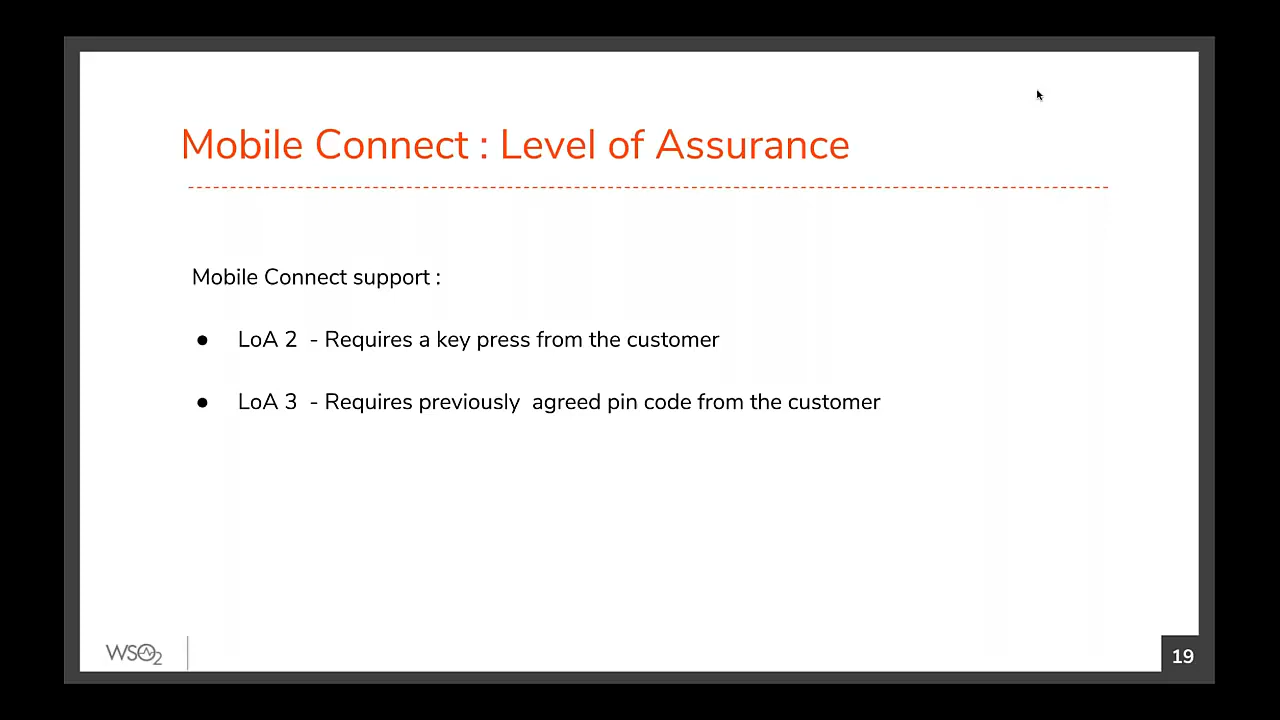 Mobile Connect : Level of Assurance
Mobile Connect support :
● LoA 2 - Requires a key press from the customer
● LoA 3 - Requires previously agreed pin code from the customer
WSO2
19